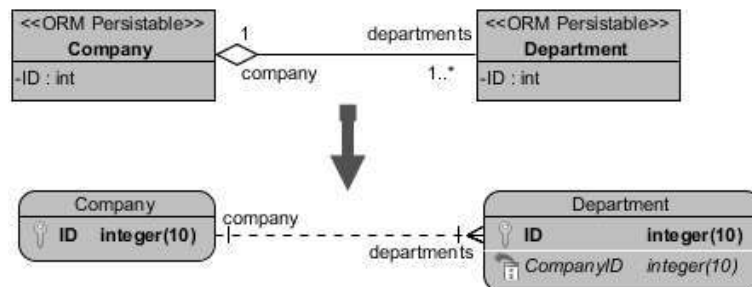 <<ORM Persistable>>
Company
-ID : int
1
company
departments
1..*
<<ORM Persistable>>
Department
-ID : int
Company
ID integer(10)
company
departments
Department
ID integer(10)
CompanyID integer(10)